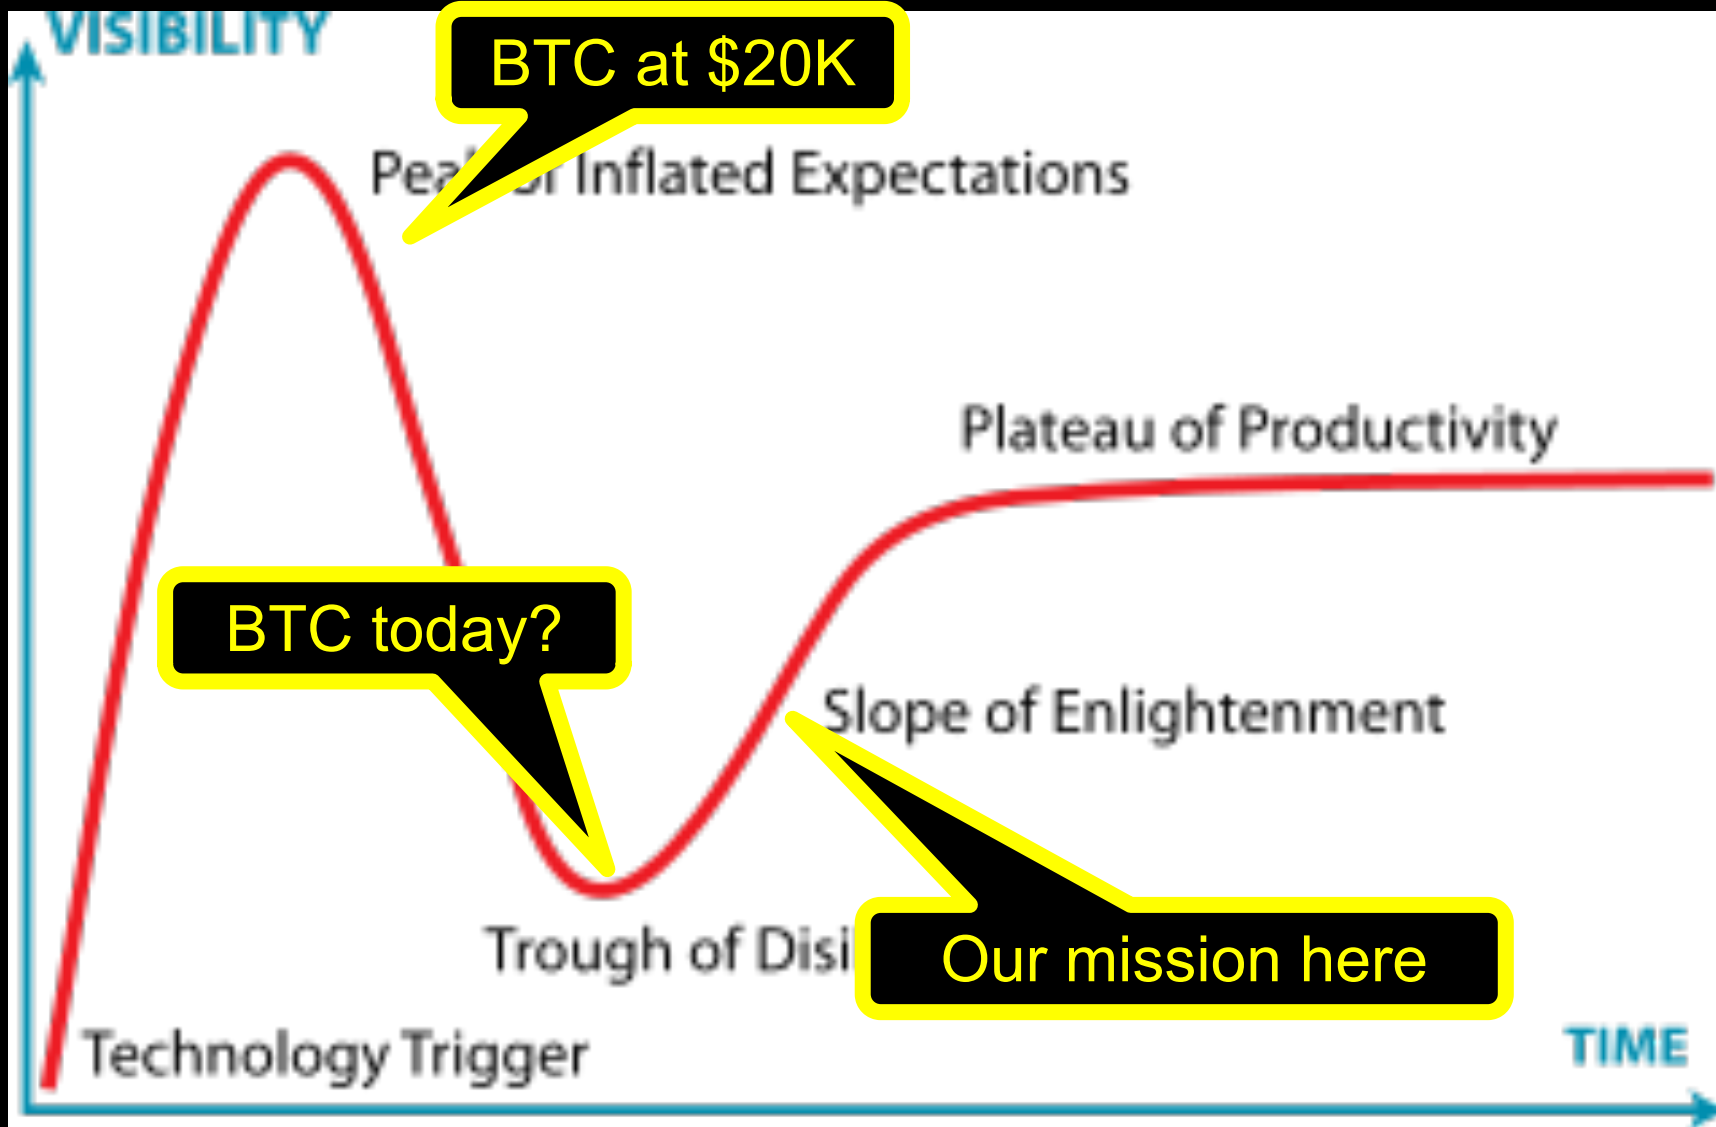 VISIBILITY
BTC at $20K
Inflated Expectations
Plateau of Productivity
BTC today?
Slope of Enlightenment
Trough of
Our mission here
Technology Trigger
TIME